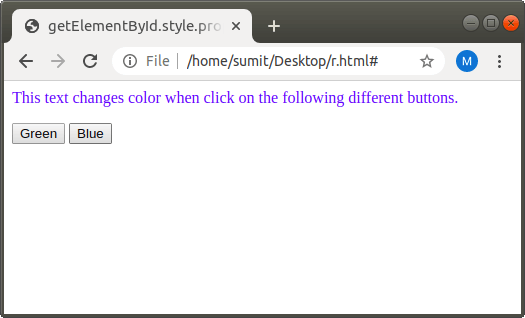 getElementById.style.pro
File /home/sumit/Desktop/r.html#
M
This text changes color when click on the following different buttons.
Green Blue